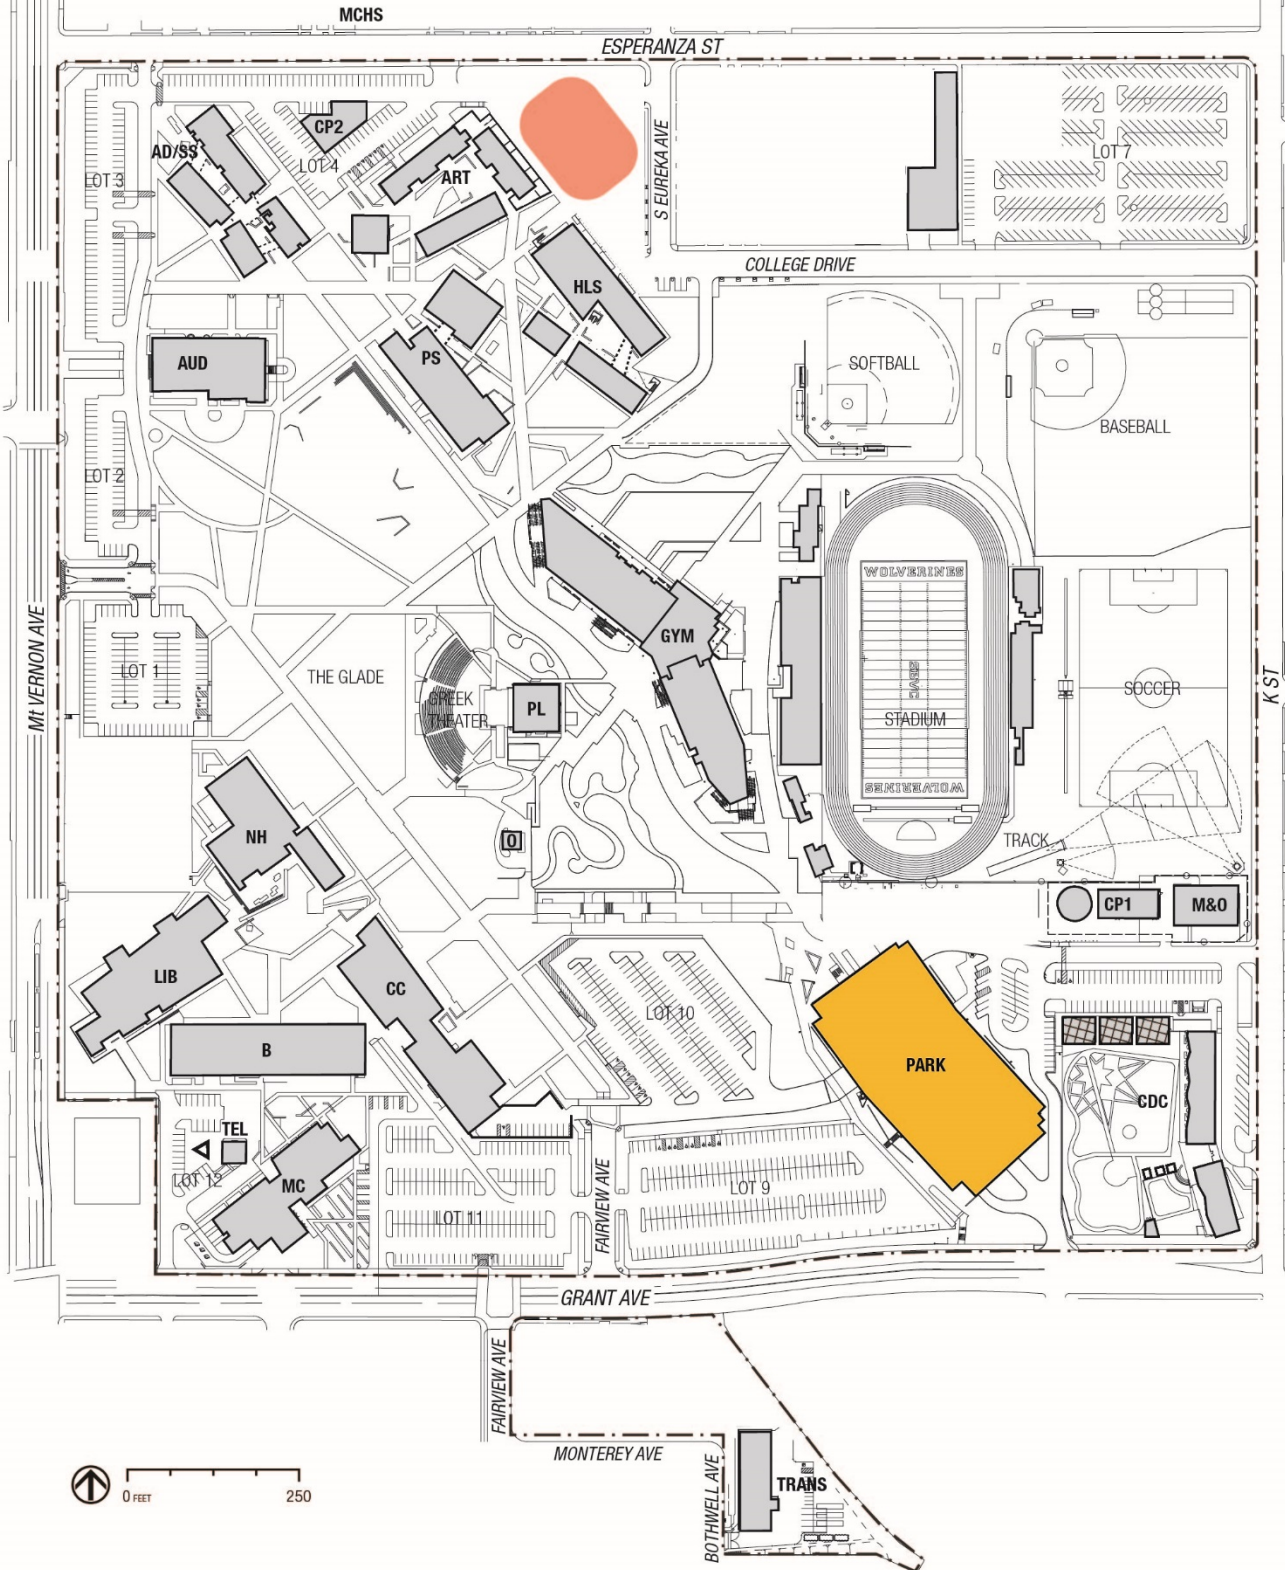 MCHS
ESPERANZA ST
CP2
AD/SS
LOT 4
LOT 7
LOT 3
ART
S EUREKA AVE
COLLEGE DRIVE
HLS
AUD
PS
SOFTBALL
BASEBALL
LOT 2
WOLVERINES
Mt VERNON AVE
GYM
K ST
LOT 1
THE GLADE
SBVC
SOCCER
GREEK
THEATER
PL
STADIUM
WOLVERINES
NH
O
TRACK
CP1
M&O
LIB
CC
LOT 10
B
PARK
CDC
TEL
LOT 12
MC
LOT 9
LOT 11
FAIRVIEW AVE
GRANT AVE
FAIRVIEW AVE
MONTEREY AVE
BOTHWELL AVE
TRANS
0 FEET
250